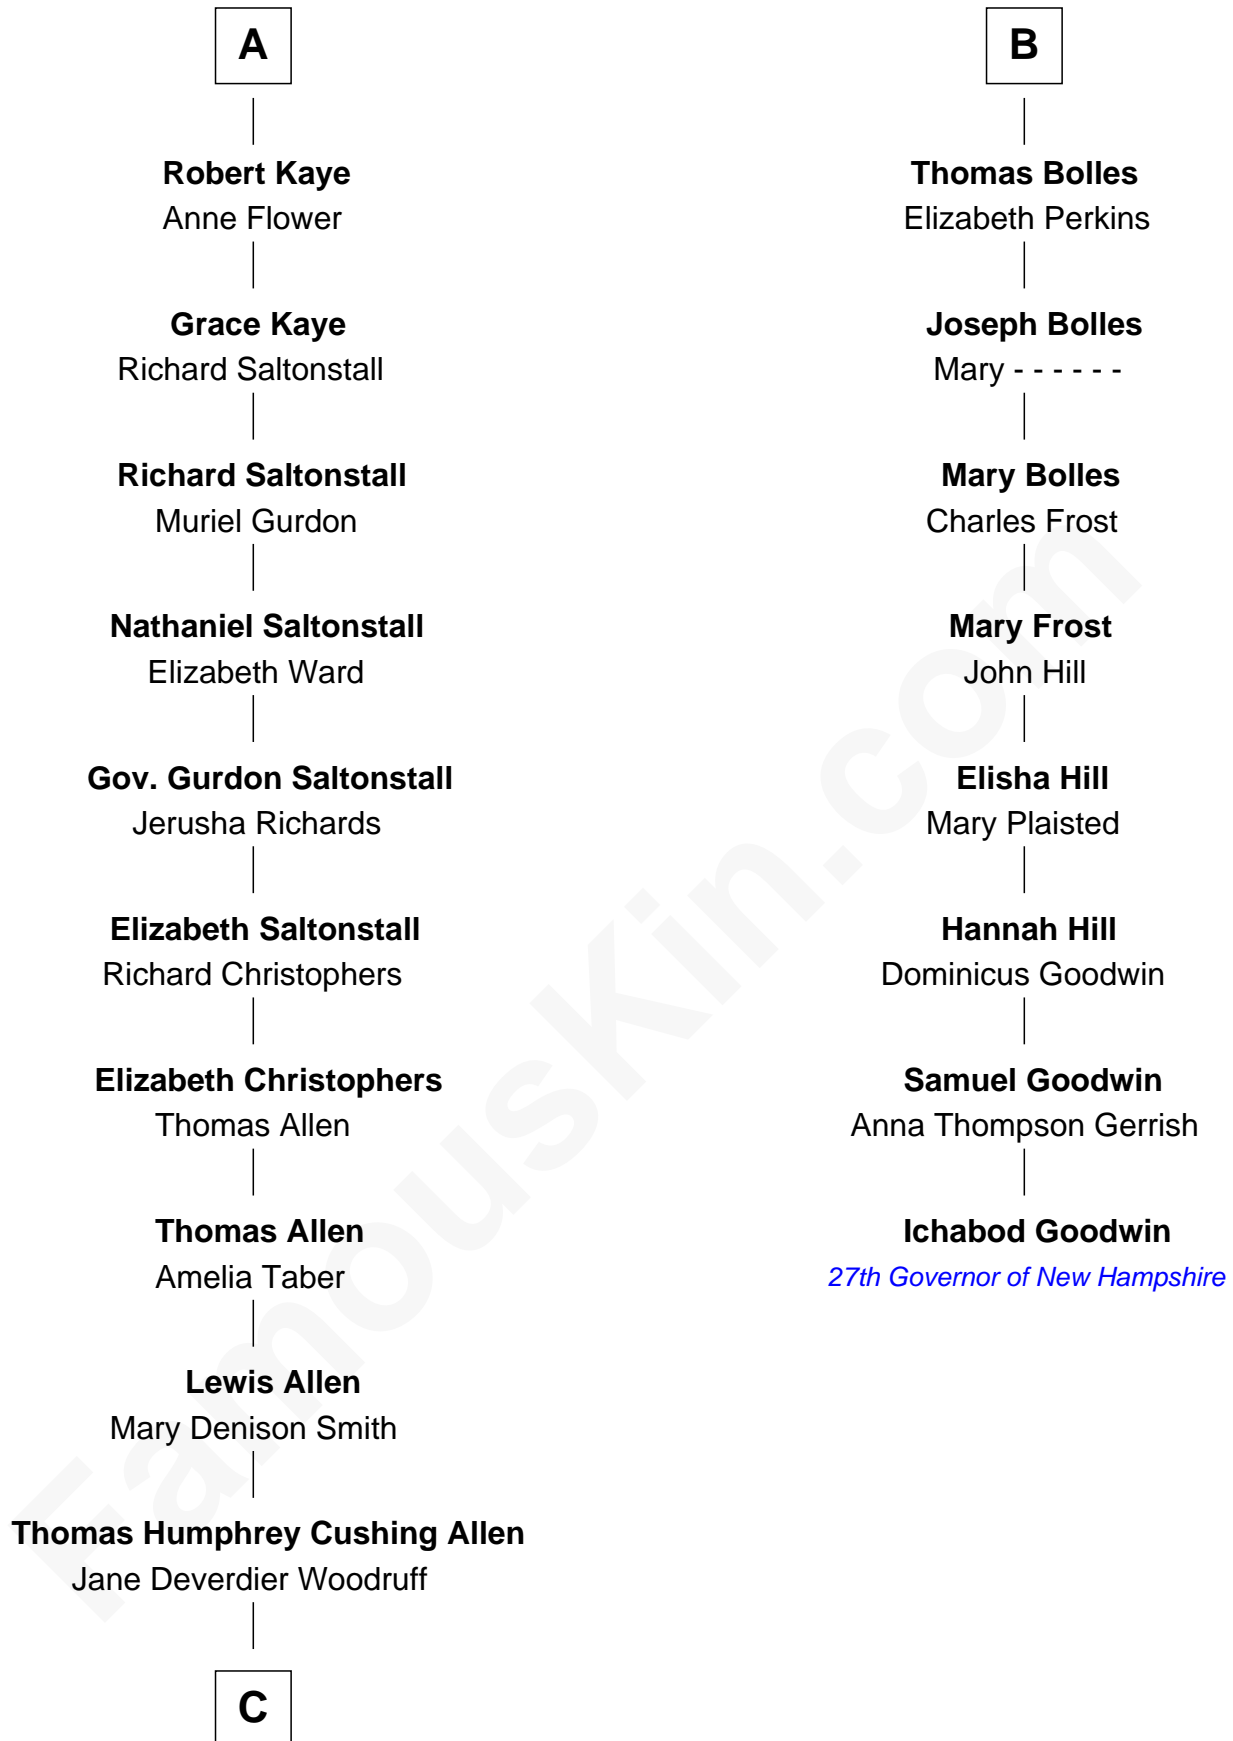 A
Robert Kaye
Anne Flower
Grace Kaye
Richard Saltonstall
Richard Saltonstall
Muriel Gurdon
Nathaniel Saltonstall
Elizabeth Ward
Gov. Gurdon Saltonstall
Jerusha Richards
Elizabeth Saltonstall
Richard Christophers
Elizabeth Christophers
Thomas Allen
Thomas Allen
Amelia Taber
Lewis Allen
Mary Denison Smith
Thomas Humphrey Cushing Allen
Jane Deverdier Woodruff
C
B
Thomas Bolles
Elizabeth Perkins
Joseph Bolles
Mary - - - - - -
Mary Bolles
Charles Frost
Mary Frost
John Hill
Elisha Hill
Mary Plaisted
Hannah Hill
Dominicus Goodwin
Samuel Goodwin
Anna Thompson Gerrish
Ichabod Goodwin
27th Governor of New Hampshire
FamousKin.com